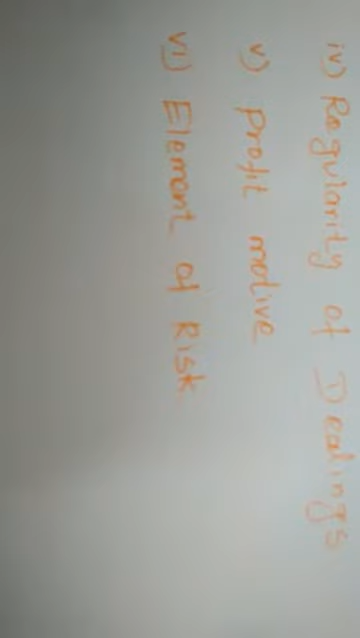 iv) Regularity of Dealings
v) Profit motive
vi) Element of Risk